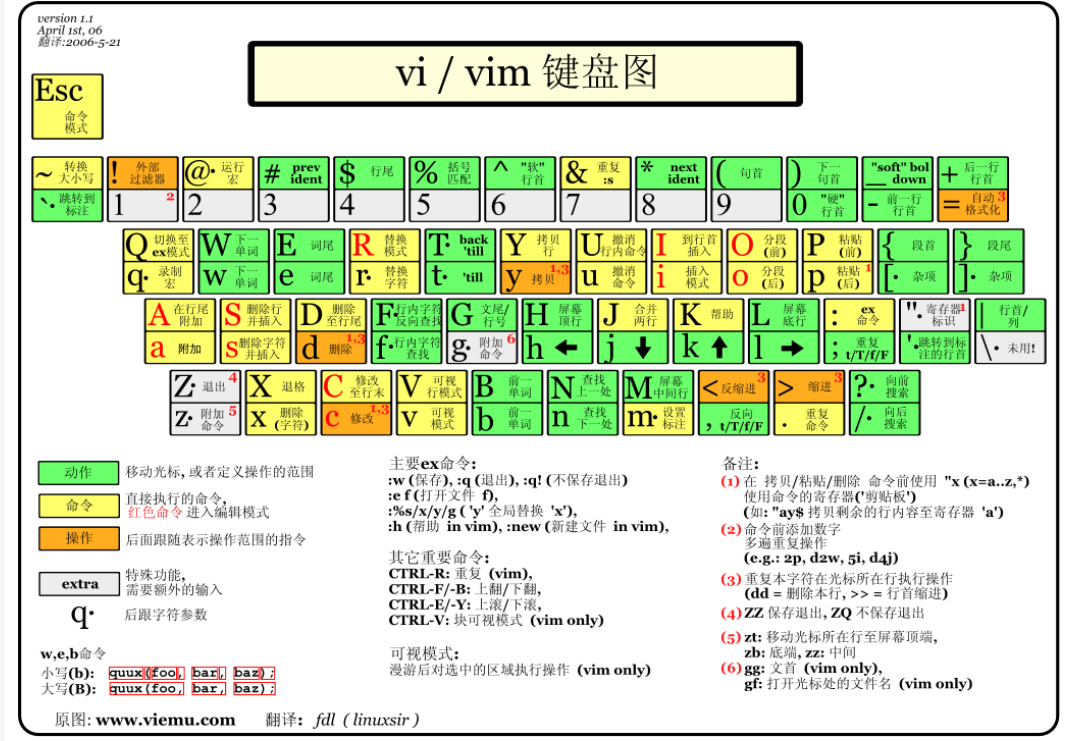 version 1.1
April 1st, 06
翻译:2006-5-21
vi / vim 键盘图
Esc
命令
模式
~ 转换
大小写
! 外部
过滤器
@· 运行
宏
# prev
ident
$ 行尾
% 括号
匹配
^ "软"
行首
& 重复
:s
* next
ident
( 句首
) 下一
句首
"soft" bol
_ down
+ 后一行
行首
`· 跳转到
标注
1 2
2
3
4
5
6
7
8
9
0 "硬"
行首
- 前一行
行首
= 自动 3
格式化
Q 切换至
ex模式
W 下一
单词
E 词尾
R 替换
模式
T· back
'till
Y 拷贝
行
U 撤消
行内命令
I 到行首
插入
O 分段
(前)
P 粘贴
(前)
{ 段首
} 段尾
q· 录制
宏
w 下一
单词
e 词尾
r· 替换
字符
t· 'till
y 拷贝 1,3
u 撤消
命令
i 插入
模式
o 分段
(后)
p 粘贴 1
(后)
[· 杂项
]· 杂项
A 在行尾
附加
S 删除行
并插入
D 删除
至行尾
F· 行内字符
反向查找
G 文尾/
行号
H 屏幕
顶行
J 合并
两行
K 帮助
L 屏幕
底行
: ex
命令
"· 寄存器 1
标识
| 行首/
列
a 附加
s 删除字符
并插入
d 删除 1,3
f· 行内字符
查找
g· 附加 6
命令
h ←
j ↓
k ↑
l →
; 重复
t/T/f/F
'· 跳转到标
注的行首
\· 未用!
Z· 退出 4
X 退格
C 修改
至行末
V 可视
行模式
B 前一
单词
N 查找
上一处
M 屏幕
中间行
< 反缩进 3
> 缩进 3
?· 向前
搜索
z· 附加 5
命令
x 删除
(字符)
c 修改 1,3
v 可视
模式
b 前一
单词
n 查找
下一处
m· 设置
标注
, 反向
t/T/f/F
. 重复
命令
/· 向后
搜索
动作 移动光标, 或者定义操作的范围
命令 直接执行的命令,
红色命令 进入编辑模式
操作 后面跟随表示操作范围的指令
extra 特殊功能,
需要额外的输入
q· 后跟字符参数
w,e,b命令
小写(b): quux(foo, bar, baz);
大写(B): quux(foo, bar, baz);
原图: www.viemu.com 翻译: fdl ( linuxsir )
主要ex命令:
:w (保存), :q (退出), :q! (不保存退出)
:e f (打开文件 f),
:%s/x/y/g ( 'y' 全局替换 'x'),
:h (帮助 in vim), :new (新建文件 in vim),
其它重要命令:
CTRL-R: 重复 (vim),
CTRL-F/-B: 上翻/下翻,
CTRL-E/-Y: 上滚/下滚,
CTRL-V: 块可视模式 (vim only)
可视模式:
漫游后对选中的区域执行操作 (vim only)
备注:
(1) 在 拷贝/粘贴/删除 命令前使用 "x (x=a..z,*)
使用命令的寄存器('剪贴板')
(如: "ay$ 拷贝剩余的行内容至寄存器 'a')
(2) 命令前添加数字
多遍重复操作
(e.g.: 2p, d2w, 5i, d4j)
(3) 重复本字符在光标所在行执行操作
(dd = 删除本行, >> = 行首缩进)
(4) ZZ 保存退出, ZQ 不保存退出
(5) zt: 移动光标所在行至屏幕顶端,
zb: 底端, zz: 中间
(6) gg: 文首 (vim only),
gf: 打开光标处的文件名 (vim only)